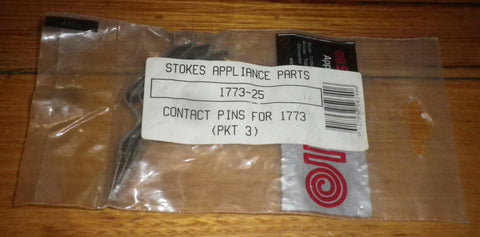 STOKES APPLIANCE PARTS
1773-25
CONTACT PINS FOR 1773
(PKT 3)